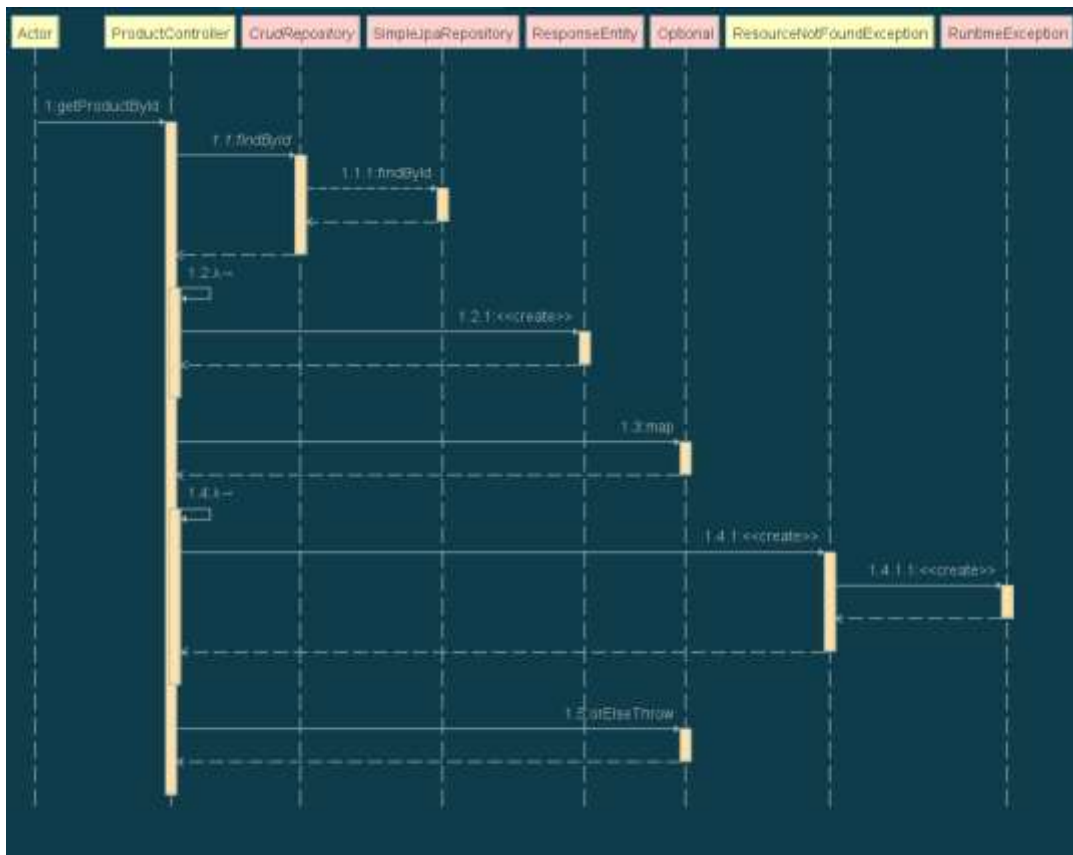 Actor ProductController CrudRepository SimpleJpaRepository ResponseEntity Optional ResourceNotFoundException RuntimeException
1:getProductById
1.1:findById
1.1.1:findById
1.2:λ→
1.2.1:<<create>>
1.3:map
1.4:λ→
1.4.1:<<create>>
1.4.1.1:<<create>>
1.5:orElseThrow